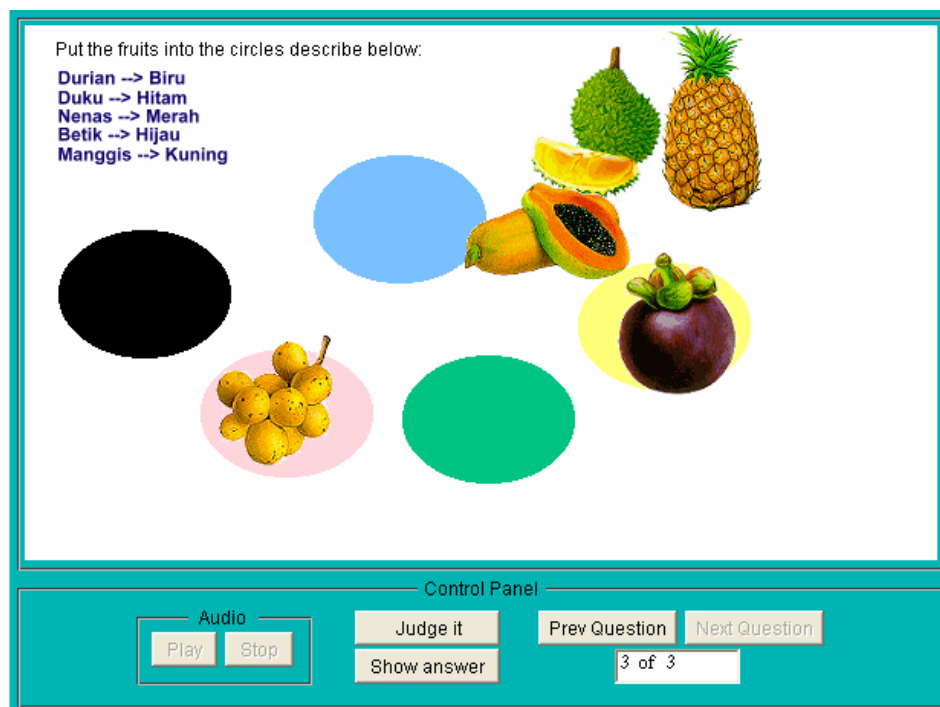 Put the fruits into the circles describe below:
Durian --> Biru
Duku --> Hitam
Nenas --> Merah
Betik --> Hijau
Manggis --> Kuning
Control Panel
Audio
Play
Stop
Judge it
Show answer
Prev Question
Next Question
3 of 3